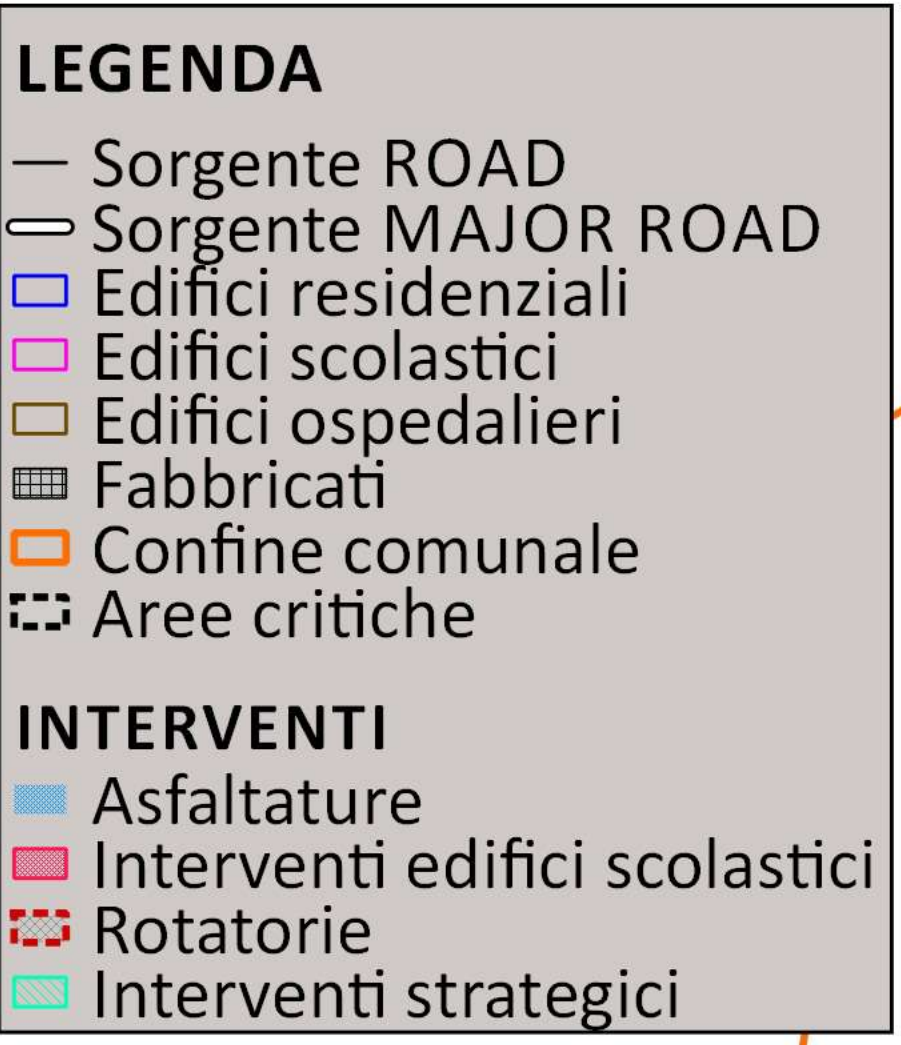 LEGENDA
Sorgente ROAD
Sorgente MAJOR ROAD
Edifici residenziali
Edifici scolastici
Edifici ospedalieri
Fabbricati
Confine comunale
Aree critiche
INTERVENTI
Asfaltature
Interventi edifici scolastici
Rotatorie
Interventi strategici